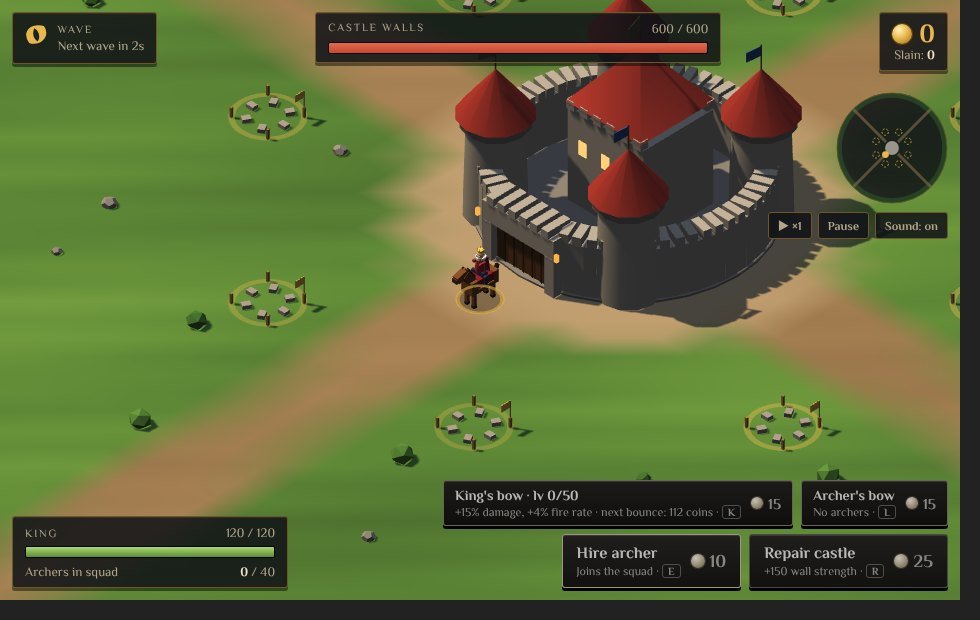 WAVE
Next wave in 2s
CASTLE WALLS
600 / 600
0
Slain: 0
▶ ×1
Pause
Sound: on
King's bow · lv 0/50
15
+15% damage, +4% fire rate · next bounce: 112 coins · K
Archer's bow
15
No archers · L
Hire archer
10
Joins the squad · E
Repair castle
25
+150 wall strength · R
KING
120 / 120
Archers in squad
0 / 40